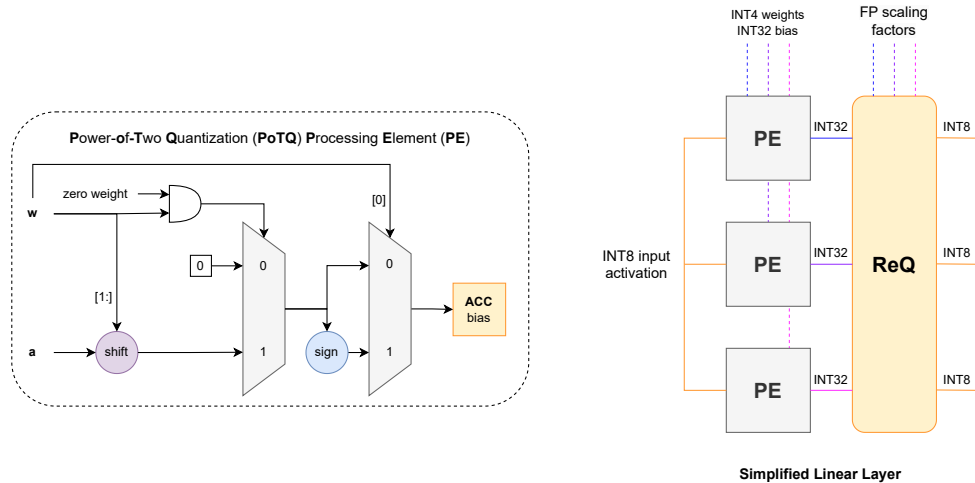 Power-of-Two Quantization (PoTQ) Processing Element (PE)
zero weight
w
[0]
0
0
0
[1:]
ACC
bias
a
shift
1
sign
1
INT4 weights
INT32 bias
FP scaling
factors
PE
INT32
INT8
INT8 input
activation
PE
INT32
ReQ
INT8
PE
INT32
INT8
Simplified Linear Layer